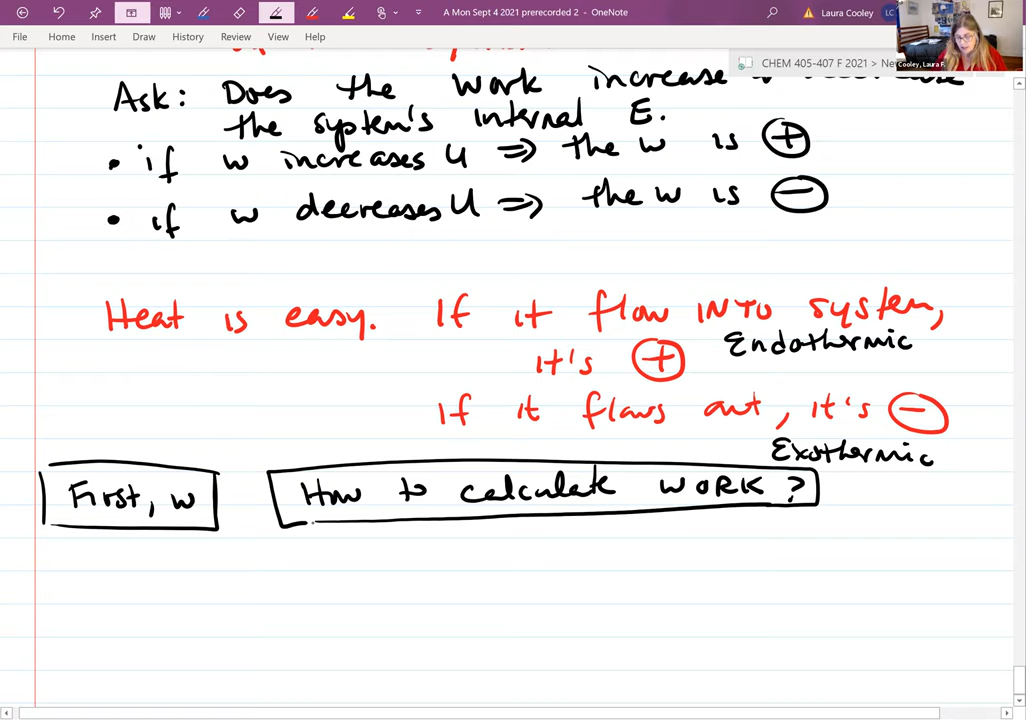 A Mon Sept 4 2021 prerecorded 2 - OneNote
Laura Cooley
LC
File Home Insert Draw History Review View Help
Cooley, Laura F.
CHEM 405-407 F 2021 >
Ask: Does the work increase
the system's internal E.
• if w increases U ⇒ the w is ⊕
• if w decreases U ⇒ the w is ⊖
Heat is easy. If it flow INTO system,
it's ⊕ Endothermic
If it flows out, it's ⊖
Exothermic
First, w How to calculate WORK?